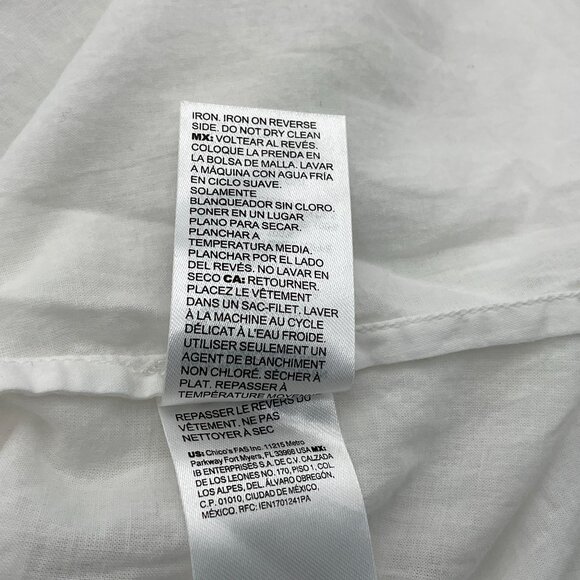 IRON. IRON ON REVERSE
SIDE. DO NOT DRY CLEAN
MX: VOLTEAR AL REVÉS.
COLOQUE LA PRENDA EN
LA BOLSA DE MALLA. LAVAR
A MÁQUINA CON AGUA FRÍA
EN CICLO SUAVE.
SOLAMENTE
BLANQUEADOR SIN CLORO.
PONER EN UN LUGAR
PLANO PARA SECAR.
PLANCHAR A
TEMPERATURA MEDIA.
PLANCHAR POR EL LADO
DEL REVÉS. NO LAVAR EN
SECO CA: RETOURNER.
PLACEZ LE VÊTEMENT
DANS UN SAC-FILET. LAVER
À LA MACHINE AU CYCLE
DÉLICAT À L'EAU FROIDE.
UTILISER SEULEMENT UN
AGENT DE BLANCHIMENT
NON CHLORÉ. SÉCHER À
PLAT. REPASSER À
TEMPÉRATURE MOYENNE.
REPASSER LE REVERS DU
VÊTEMENT. NE PAS
NETTOYER À SEC
US: Chico's FAS Inc. 11215 Metro
Parkway Fort Myers, FL 33966 USA MX:
IB ENTERPRISES S.A. DE C.V. CALZADA
DE LOS LEONES NO. 170, PISO 1, COL.
LOS ALPES, DEL. ÁLVARO OBREGÓN,
C.P. 01010, CIUDAD DE MÉXICO,
MÉXICO. RFC: IEN1701241PA